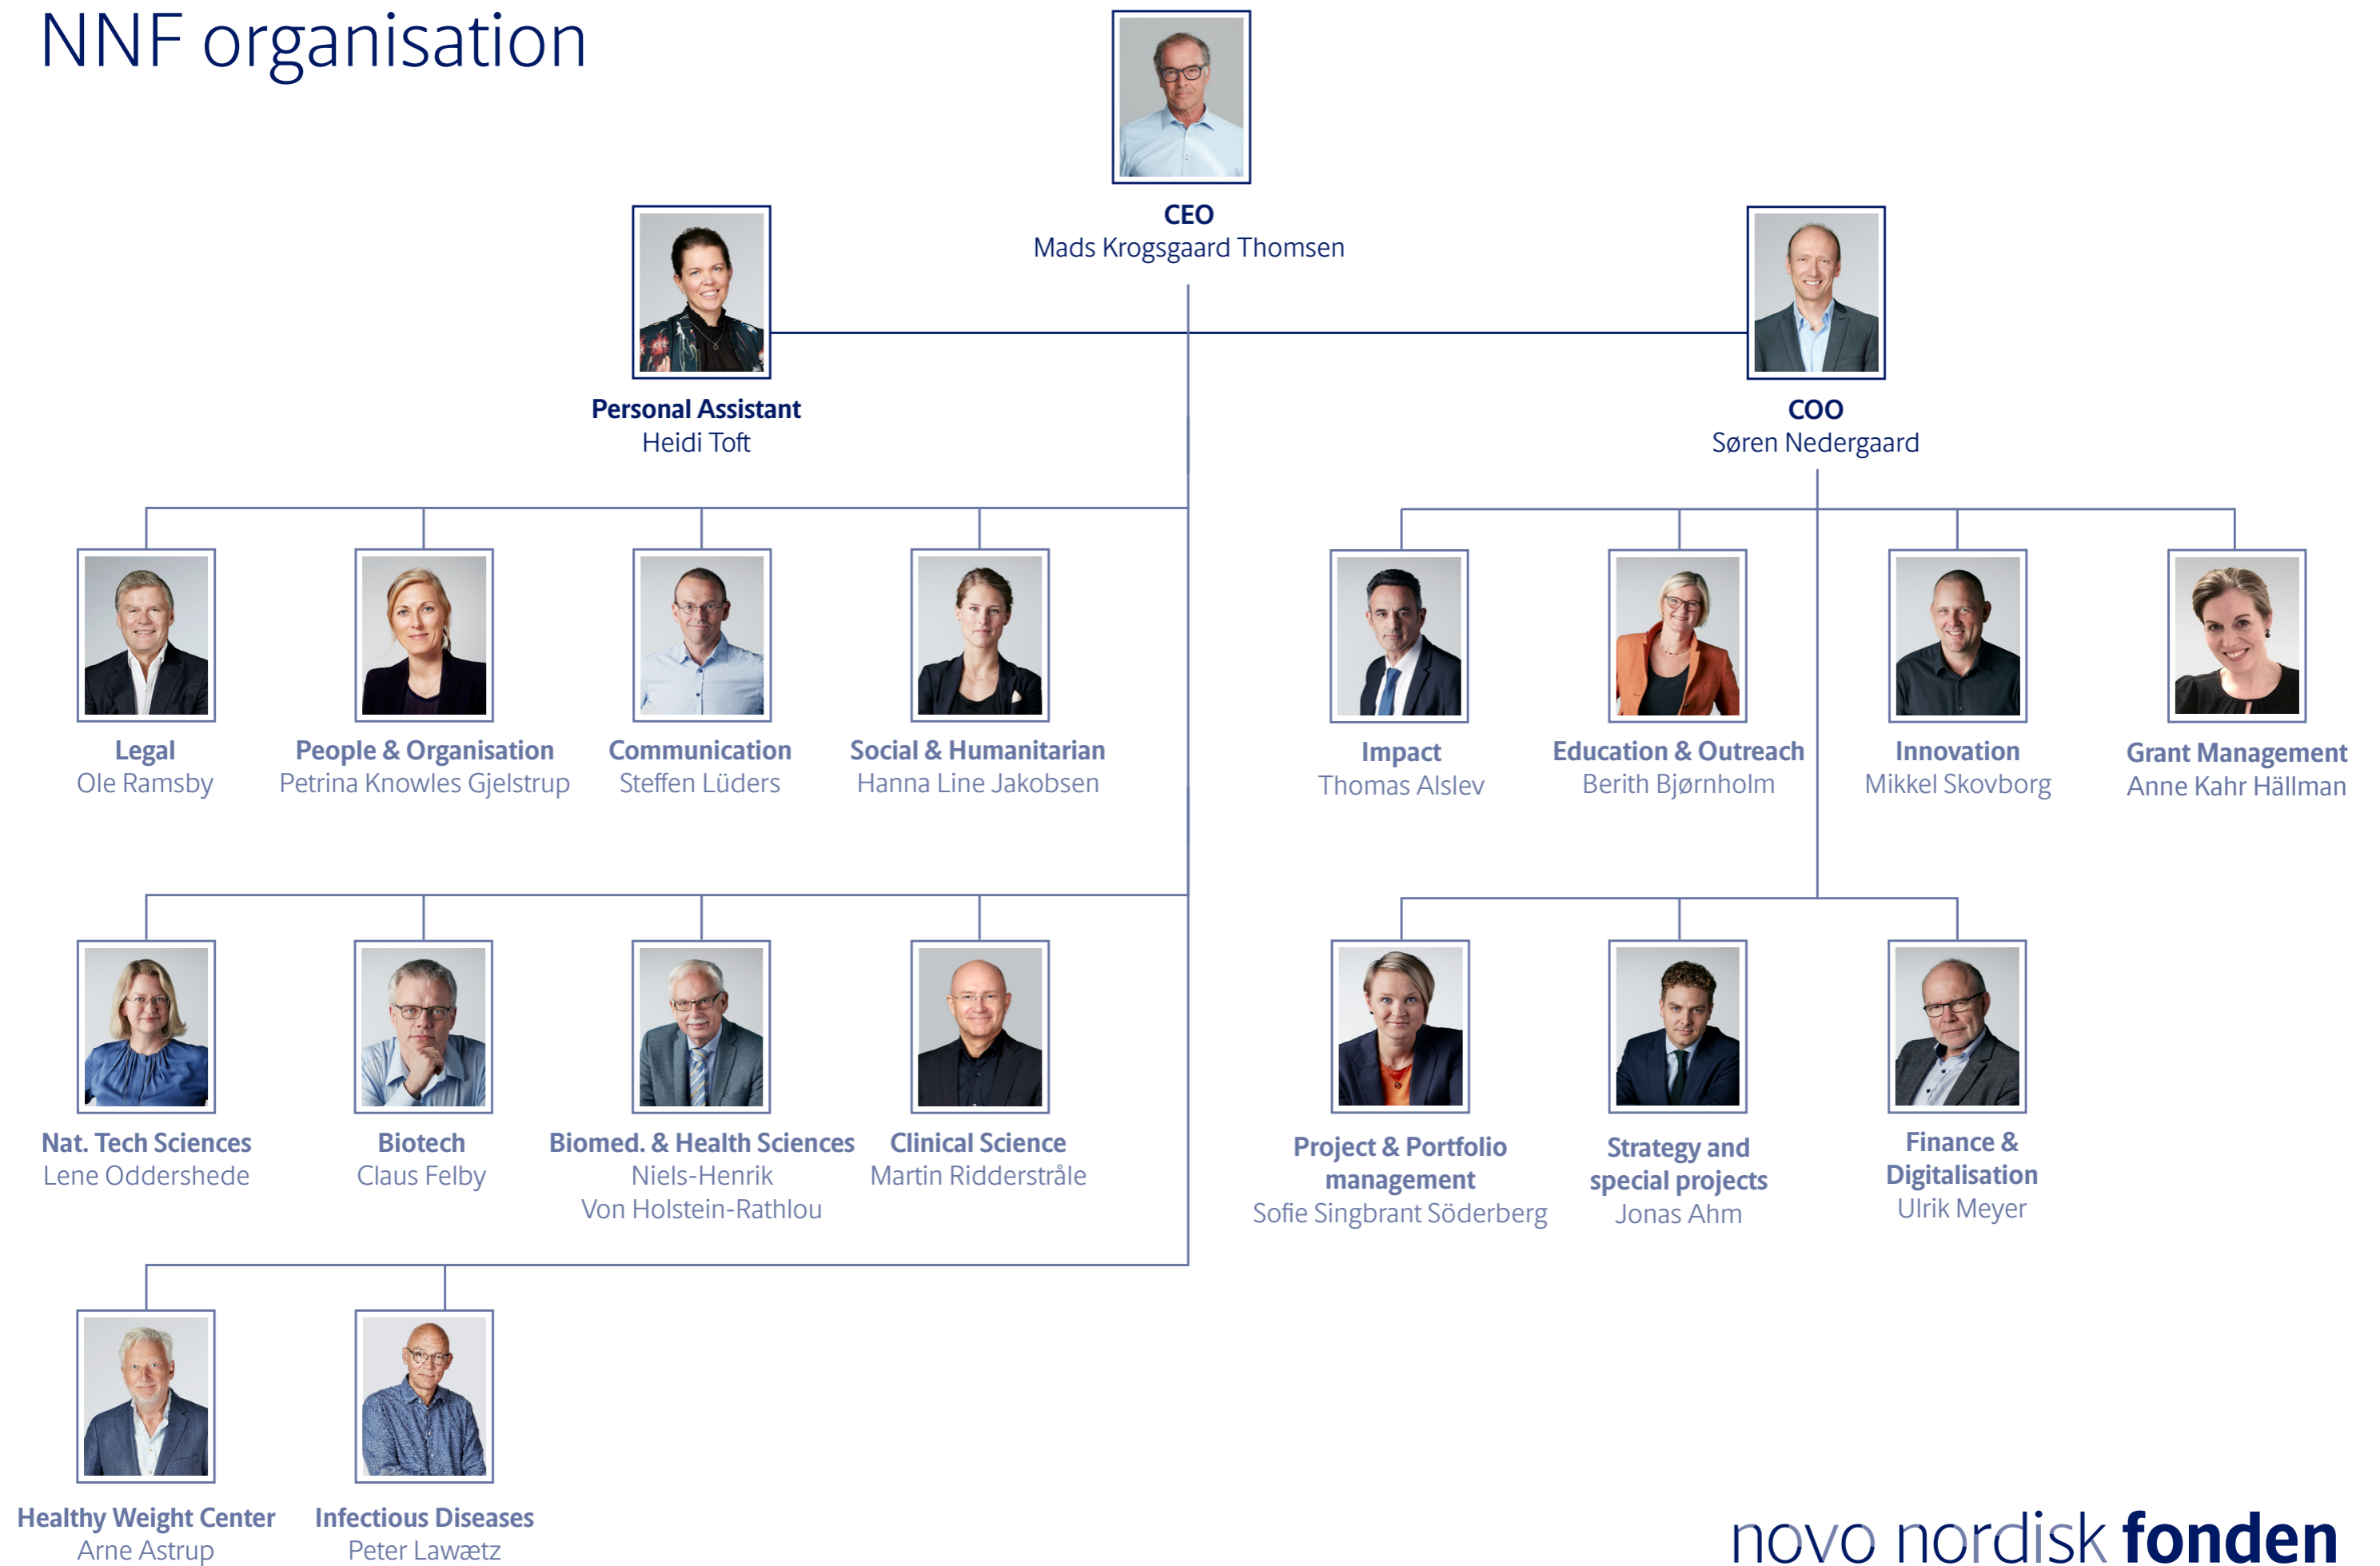 NNF organisation
CEO
Mads Krogsgaard Thomsen
Personal Assistant
Heidi Toft
COO
Søren Nedergaard
Legal
Ole Ramsby
People & Organisation
Petrina Knowles Gjelstrup
Communication
Steffen Lüders
Social & Humanitarian
Hanna Line Jakobsen
Impact
Thomas Alslev
Education & Outreach
Berith Bjørnholm
Innovation
Mikkel Skovborg
Grant Management
Anne Kahr Hällman
Nat. Tech Sciences
Lene Oddershede
Biotech
Claus Felby
Biomed. & Health Sciences
Niels-Henrik
Von Holstein-Rathlou
Clinical Science
Martin Ridderstråle
Project & Portfolio
management
Sofie Singbrant Söderberg
Strategy and
special projects
Jonas Ahm
Finance &
Digitalisation
Ulrik Meyer
Healthy Weight Center
Arne Astrup
Infectious Diseases
Peter Lawætz
novo nordisk fonden